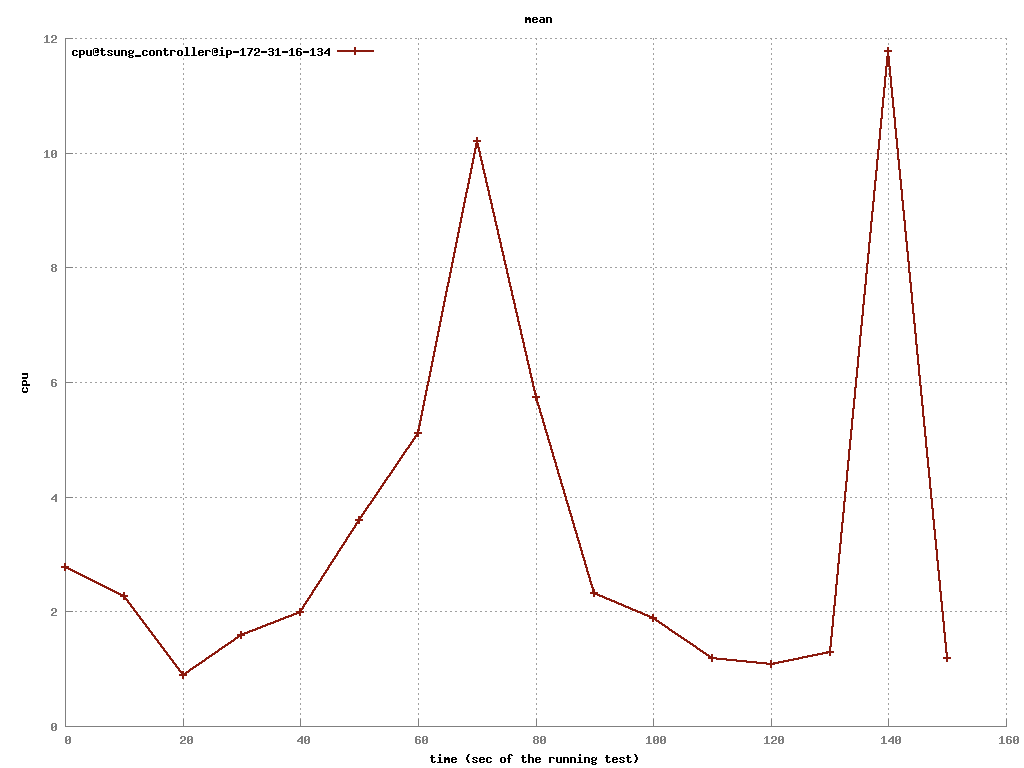 mean
12
cpu@tsung_controller@ip-172-31-16-134
10
8
6
cpu
4
2
0
0 20 40 60 80 100 120 140 160
time (sec of the running test)